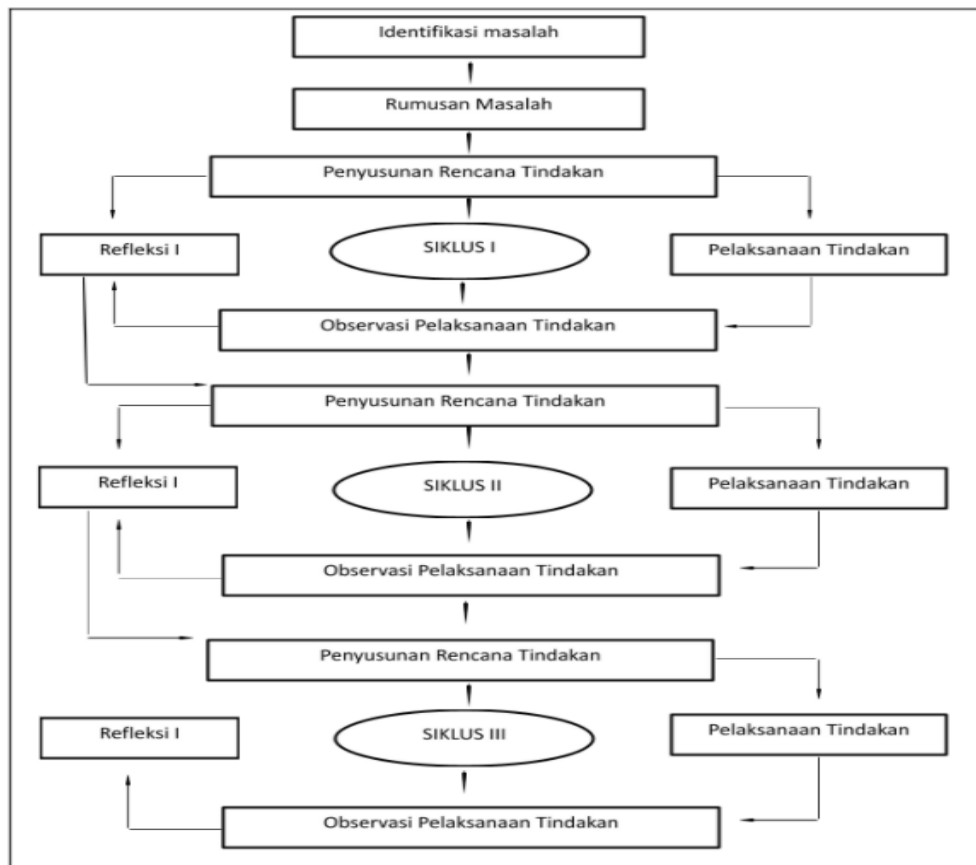 Identifikasi masalah
Rumusan Masalah
Penyusunan Rencana Tindakan
Refleksi I
SIKLUS I
Pelaksanaan Tindakan
Observasi Pelaksanaan Tindakan
Penyusunan Rencana Tindakan
Refleksi I
SIKLUS II
Pelaksanaan Tindakan
Observasi Pelaksanaan Tindakan
Penyusunan Rencana Tindakan
Refleksi I
SIKLUS III
Pelaksanaan Tindakan
Observasi Pelaksanaan Tindakan